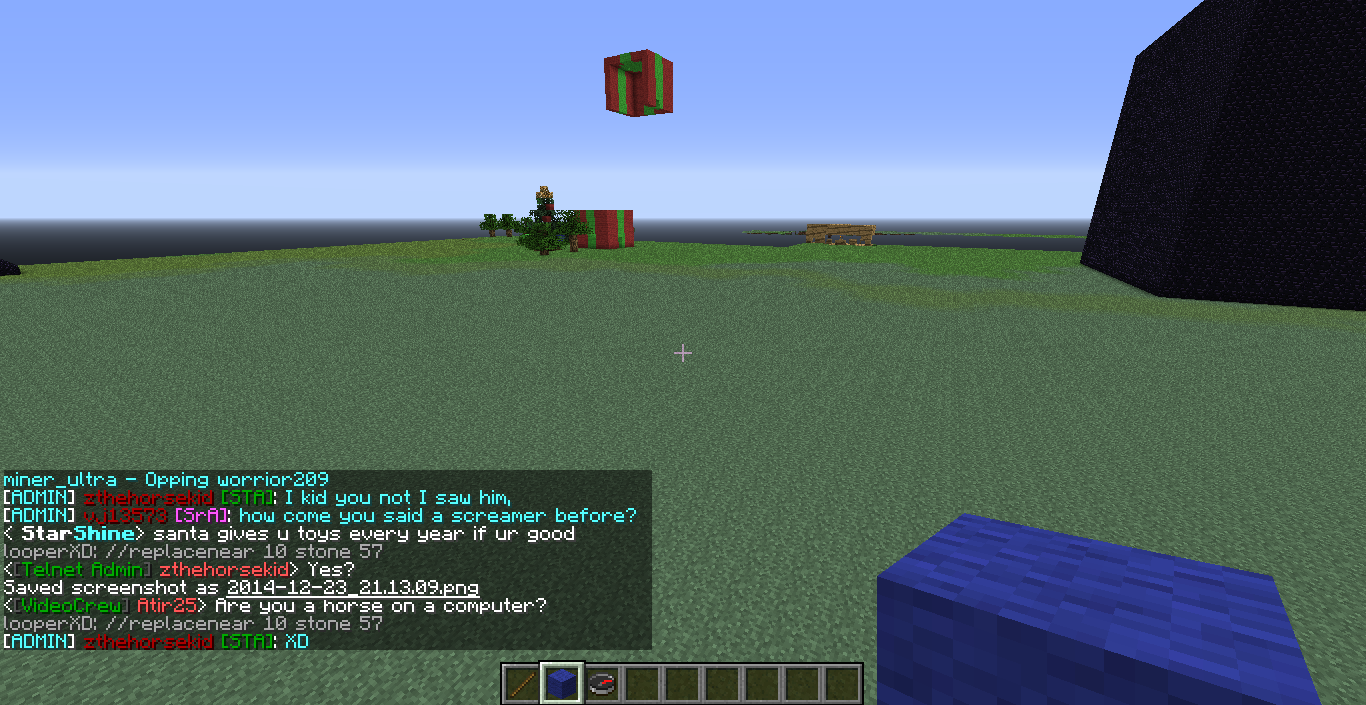 miner_ultra - Opping worrior209
[ADMIN] zthehorsekid [STA]: I kid you not I saw him,
[ADMIN] vj13573 [SrA]: how come you said a screamer before?
< StarShine> santa gives u toys every year if ur good
looperXD: //replacenear 10 stone 57
<[Telnet Admin] zthehorsekid> Yes?
Saved screenshot as 2014-12-23_21.13.09.png
<[VideoCrew] Atir25> Are you a horse on a computer?
looperXD: //replacenear 10 stone 57
[ADMIN] zthehorsekid [STA]: XD